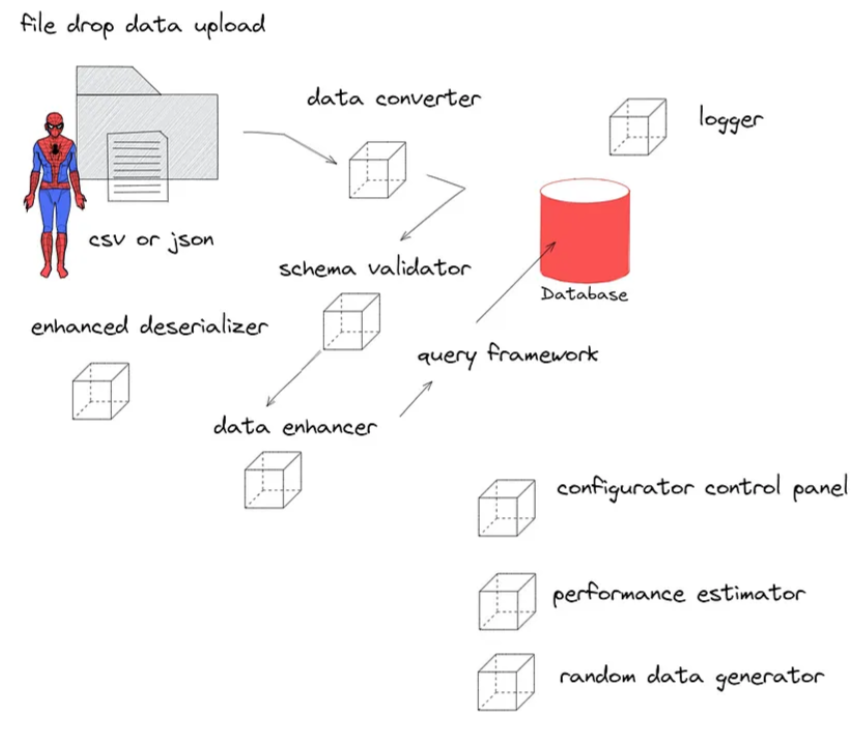 file drop data upload
data converter
logger
csv or json
schema validator
Database
enhanced deserializer
query framework
data enhancer
configurator control panel
performance estimator
random data generator